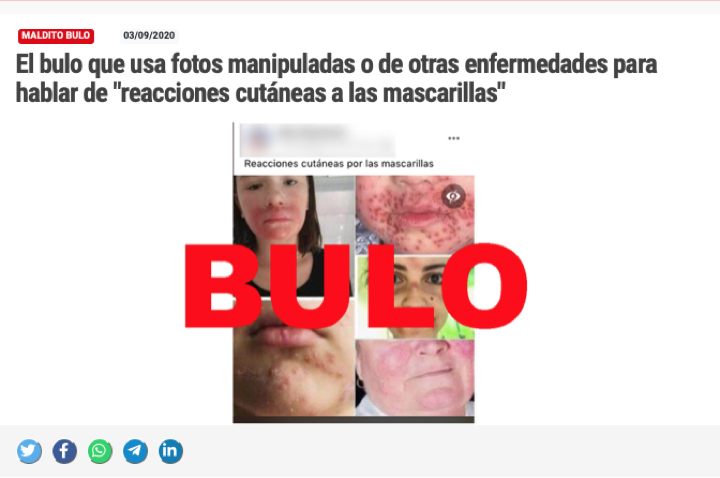 MALDITO BULO 03/09/2020
El bulo que usa fotos manipuladas o de otras enfermedades para
hablar de "reacciones cutáneas a las mascarillas"
Reacciones cutáneas por las mascarillas
BULO